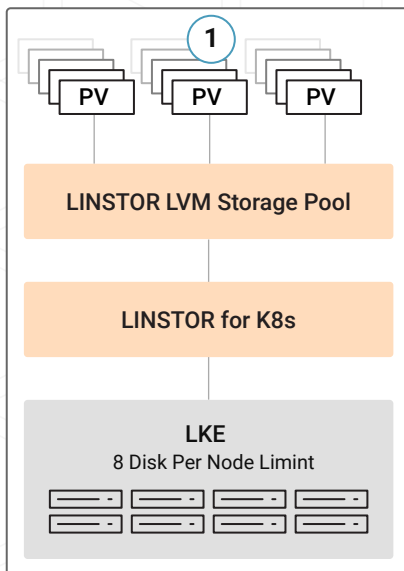 1
PV PV PV
LINSTOR LVM Storage Pool
LINSTOR for K8s
LKE
8 Disk Per Node Limint